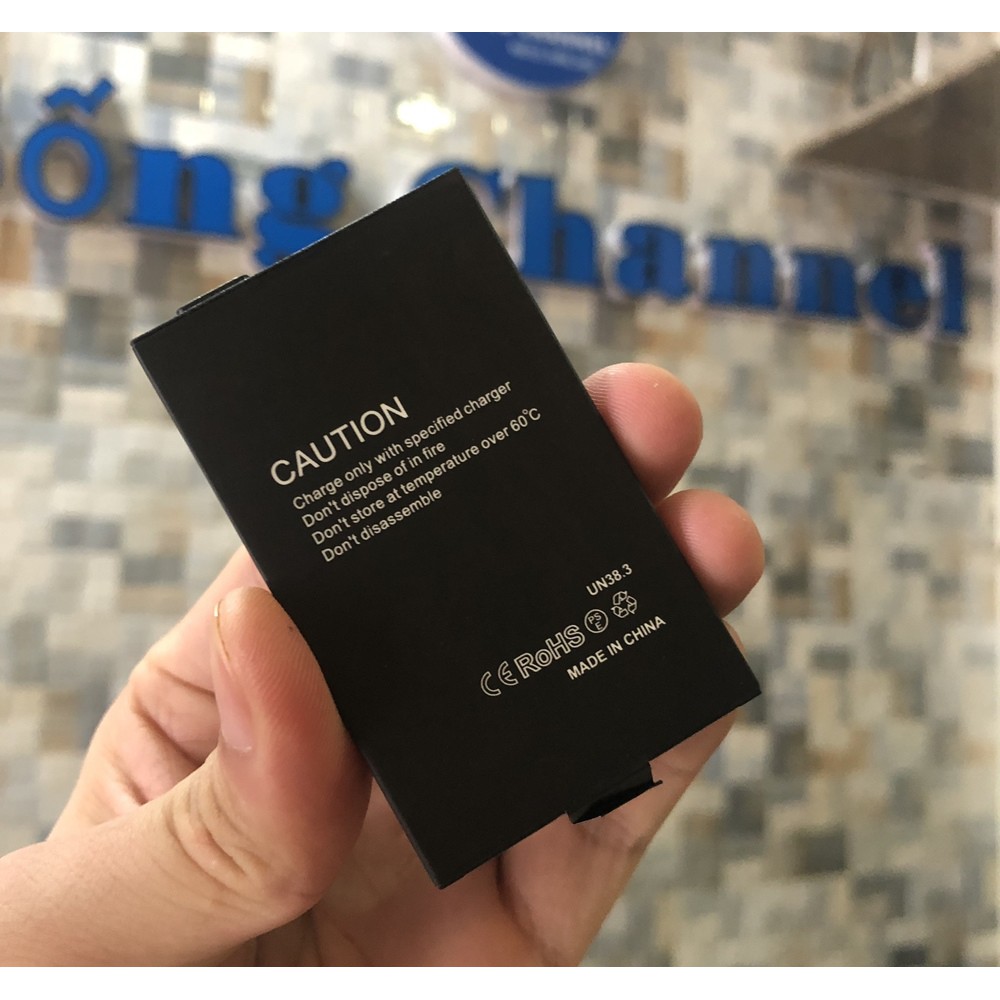 ống Channel
CAUTION
Charge only with specified charger
Don't dispose of in fire
Don't store at temperature over 60°C
Don't disassemble
UN38.3
CE RoHS PSE
MADE IN CHINA